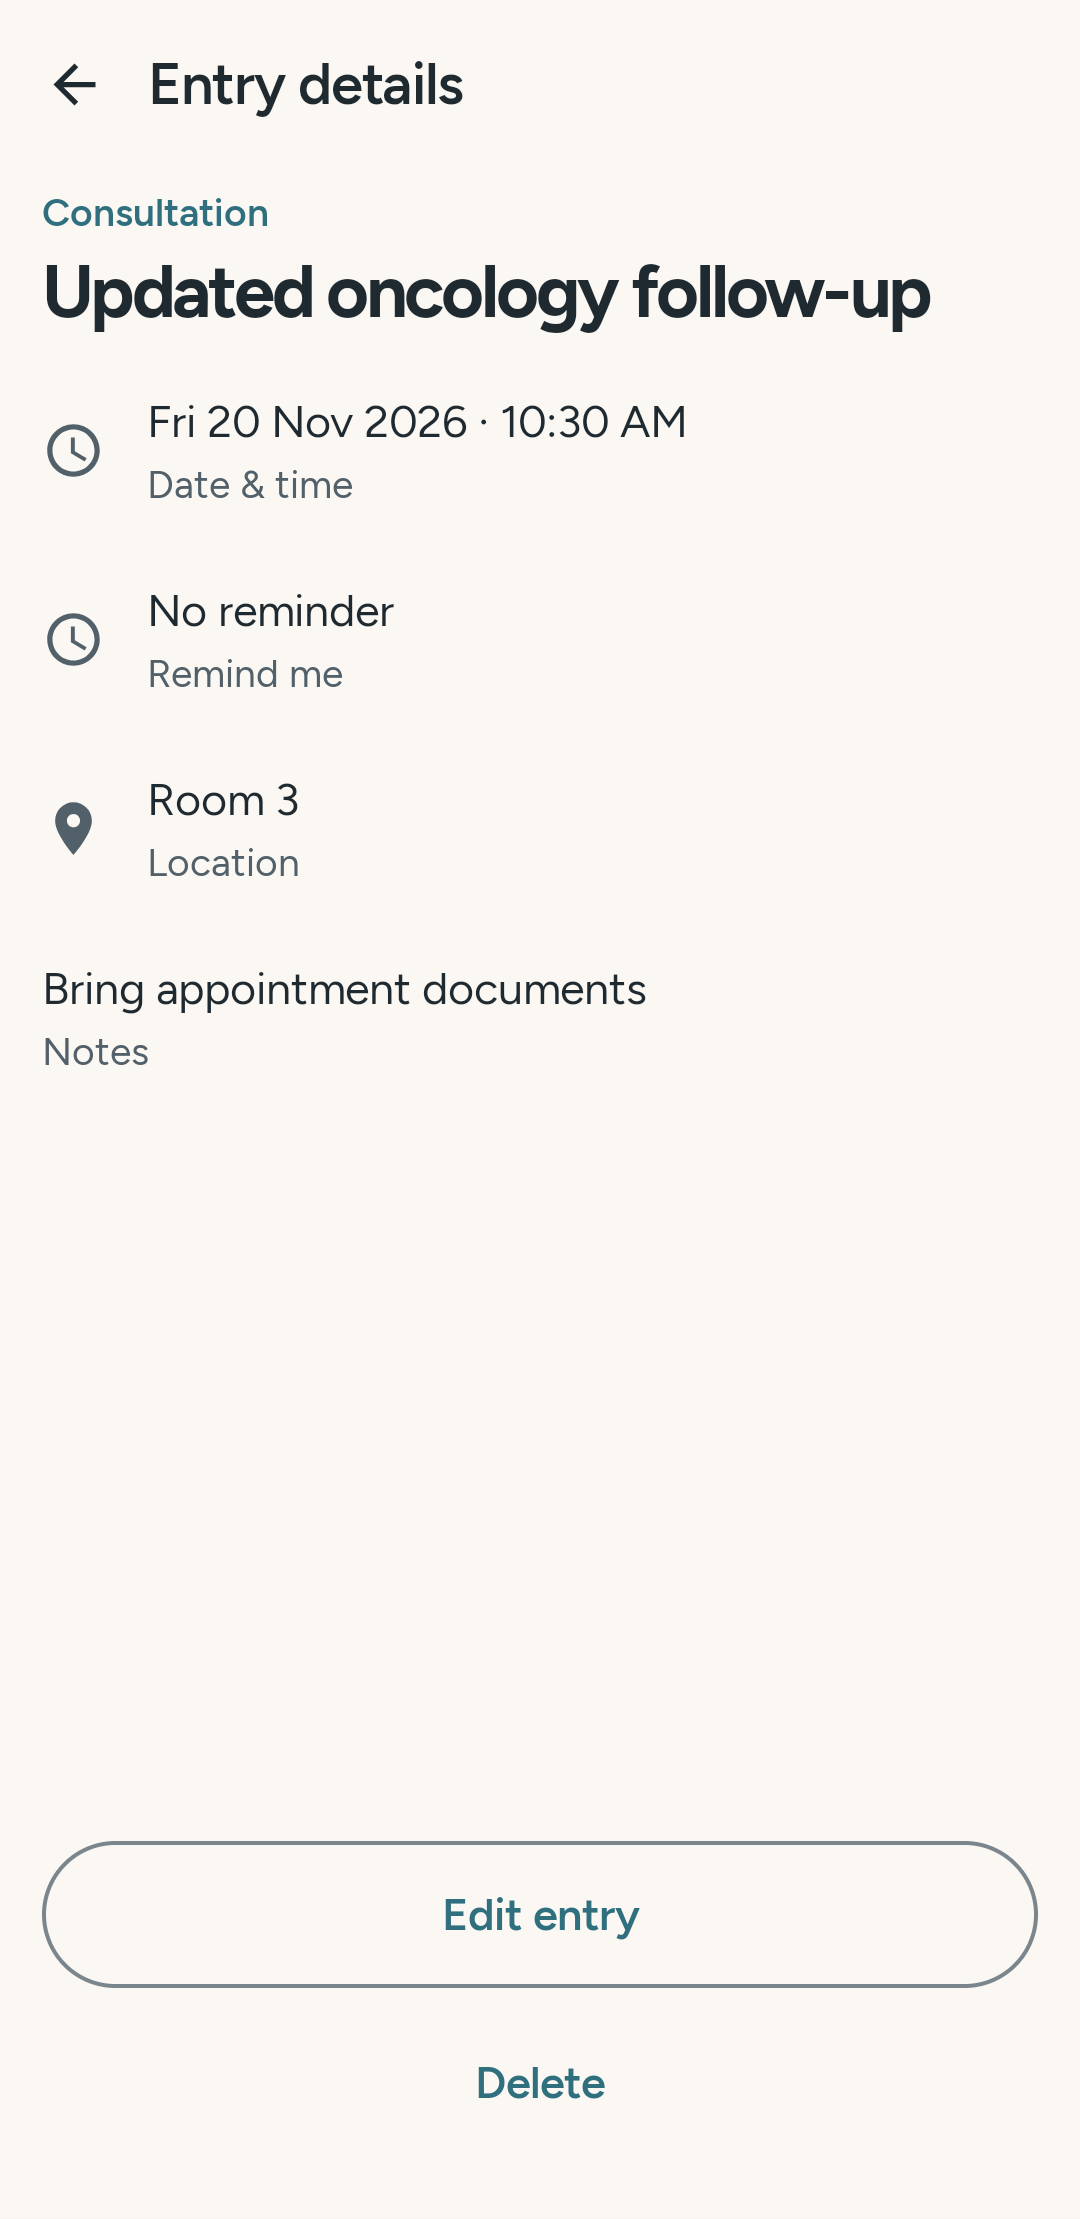 Entry details
Consultation
Updated oncology follow-up
Fri 20 Nov 2026 · 10:30 AM
Date & time
No reminder
Remind me
Room 3
Location
Bring appointment documents
Notes
Edit entry
Delete